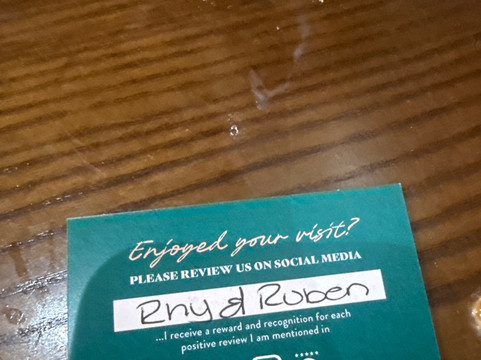 Enjoyed your visit?
PLEASE REVIEW US ON SOCIAL MEDIA
Rhy & Ruben
...I receive a reward and recognition for each
positive review I am mentioned in